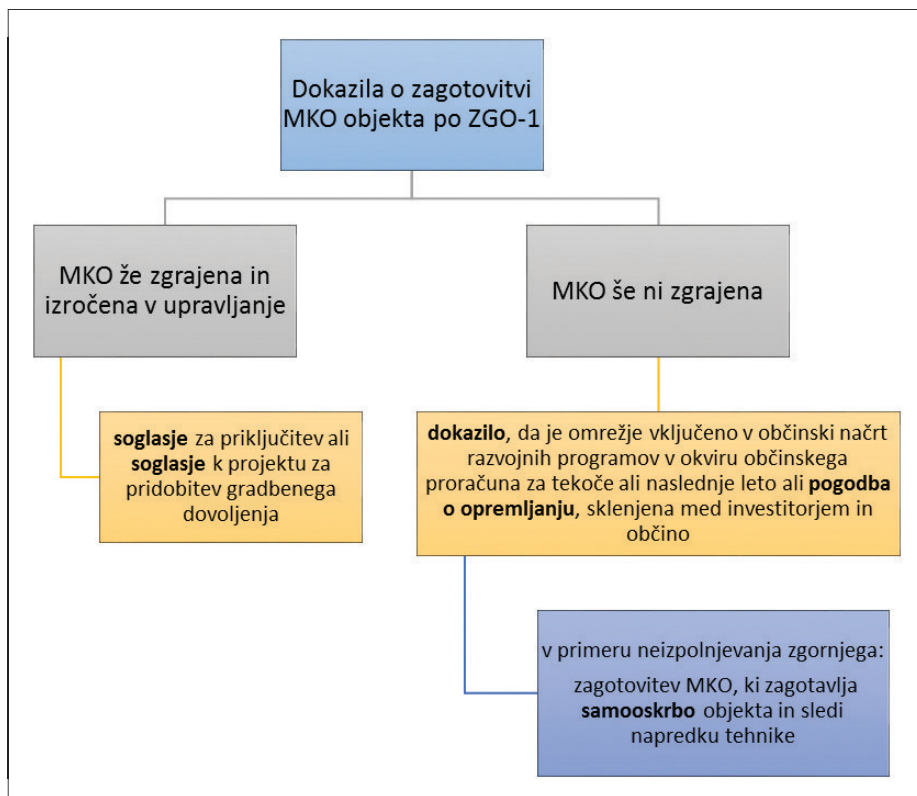 Dokazila o zagotovitvi
MKO objekta po ZGO-1
MKO že zgrajena in
izročena v upravljanje
MKO še ni zgrajena
soglasje za priključitev ali
soglasje k projektu za
pridobitev gradbenega
dovoljenja
dokazilo, da je omrežje vključeno v občinski načrt
razvojnih programov v okviru občinskega
proračuna za tekoče ali naslednje leto ali pogodba
o opremljanju, sklenjena med investitorjem in
občino
v primeru neizpolnjevanja zgornjega:
zagotovitev MKO, ki zagotavlja
samooskrbo objekta in sledi
napredku tehnike